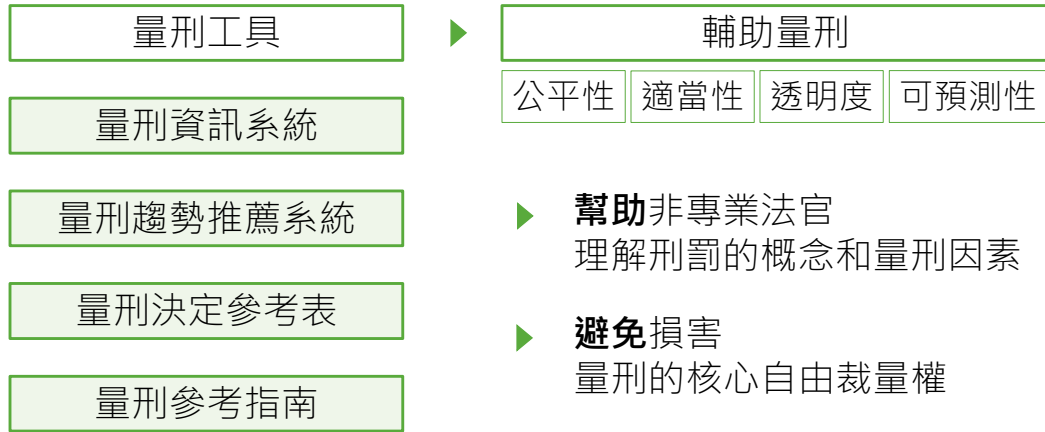 量刑工具
量刑資訊系統
量刑趨勢推薦系統
量刑決定參考表
量刑參考指南
輔助量刑
公平性
適當性
透明度
可預測性
幫助非專業法官
理解刑罰的概念和量刑因素
避免損害
量刑的核心自由裁量權